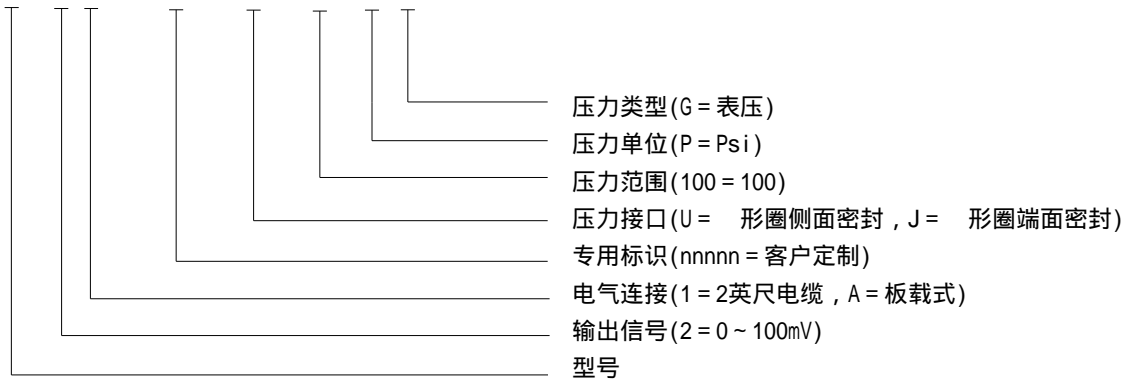 压力类型(G=表压)
压力单位(P=Psi)
压力范围(100=100)
压力接口(U= 形圈侧面密封,J= 形圈端面密封)
专用标识(nnnnn=客户定制)
电气连接(1=2英尺电缆,A=板载式)
输出信号(2=0~100mV)
型号